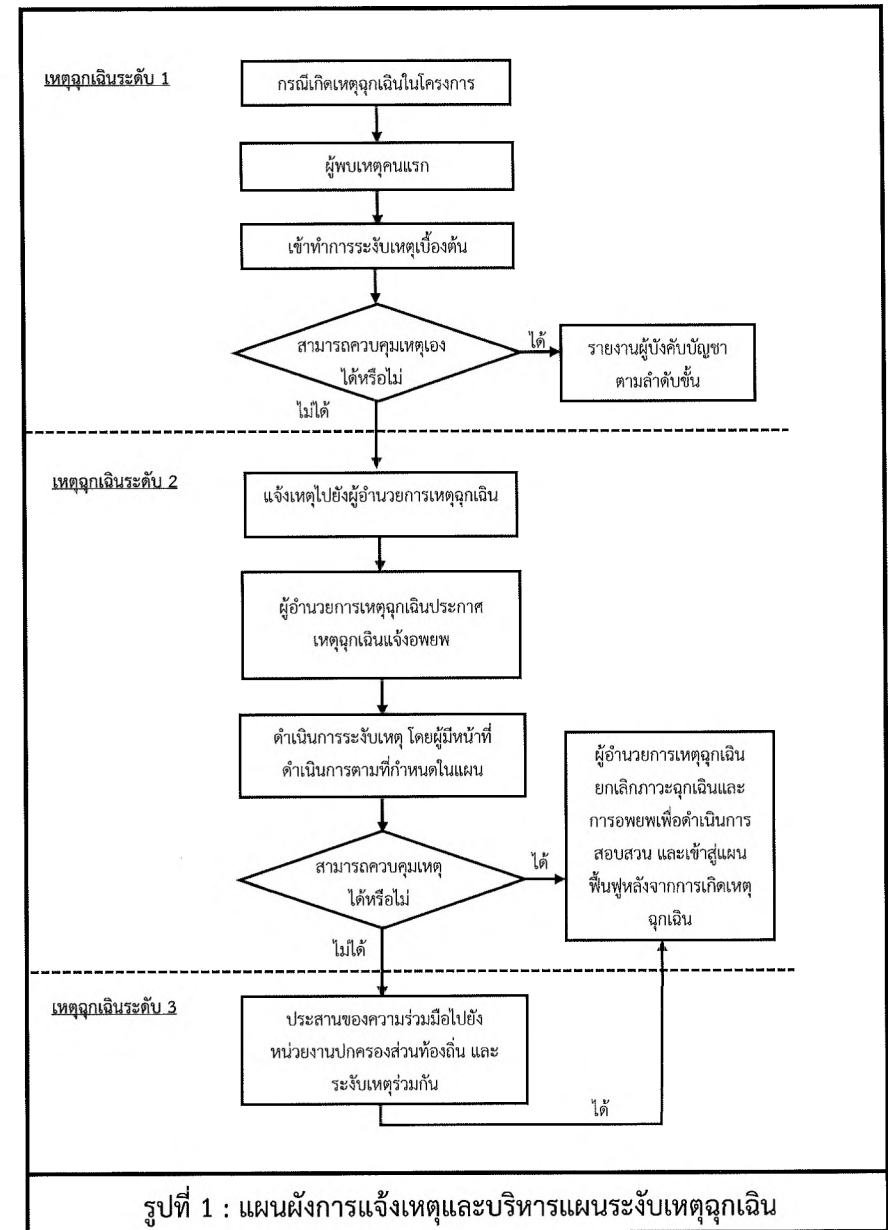 เหตุฉุกเฉินระดับ 1
กรณีเกิดเหตุฉุกเฉินในโครงการ
ผู้พบเหตุคนแรก
เข้าทำการระงับเหตุเบื้องต้น
สามารถควบคุมเหตุเอง
ได้หรือไม่
ได้
รายงานผู้บังคับบัญชา
ตามลำดับขั้น
ไม่ได้
เหตุฉุกเฉินระดับ 2
แจ้งเหตุไปยังผู้อำนวยการเหตุฉุกเฉิน
ผู้อำนวยการเหตุฉุกเฉินประกาศ
เหตุฉุกเฉินแจ้งอพยพ
ดำเนินการระงับเหตุ โดยผู้มีหน้าที่
ดำเนินการตามที่กำหนดในแผน
สามารถควบคุมเหตุ
ได้หรือไม่
ได้
ผู้อำนวยการเหตุฉุกเฉิน
ยกเลิกภาวะฉุกเฉินและ
การอพยพเพื่อดำเนินการ
สอบสวน และเข้าสู่แผน
ฟื้นฟูหลังจากการเกิดเหตุ
ฉุกเฉิน
ไม่ได้
เหตุฉุกเฉินระดับ 3
ประสานของความร่วมมือไปยัง
หน่วยงานปกครองส่วนท้องถิ่น และ
ระงับเหตุร่วมกัน
ได้
รูปที่ 1 : แผนผังการแจ้งเหตุและบริหารแผนระงับเหตุฉุกเฉิน